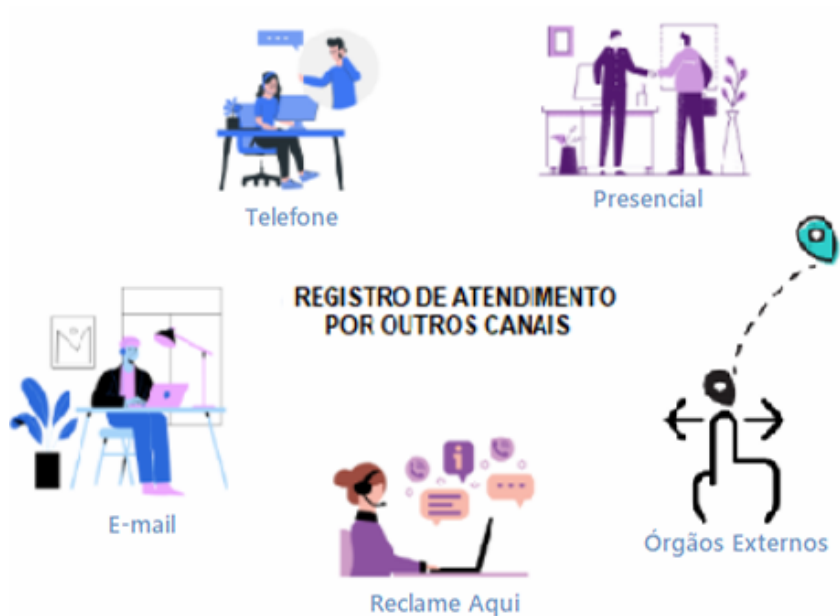 Telefone
Presencial
REGISTRO DE ATENDIMENTO
POR OUTROS CANAIS
E-mail
Órgãos Externos
Reclame Aqui